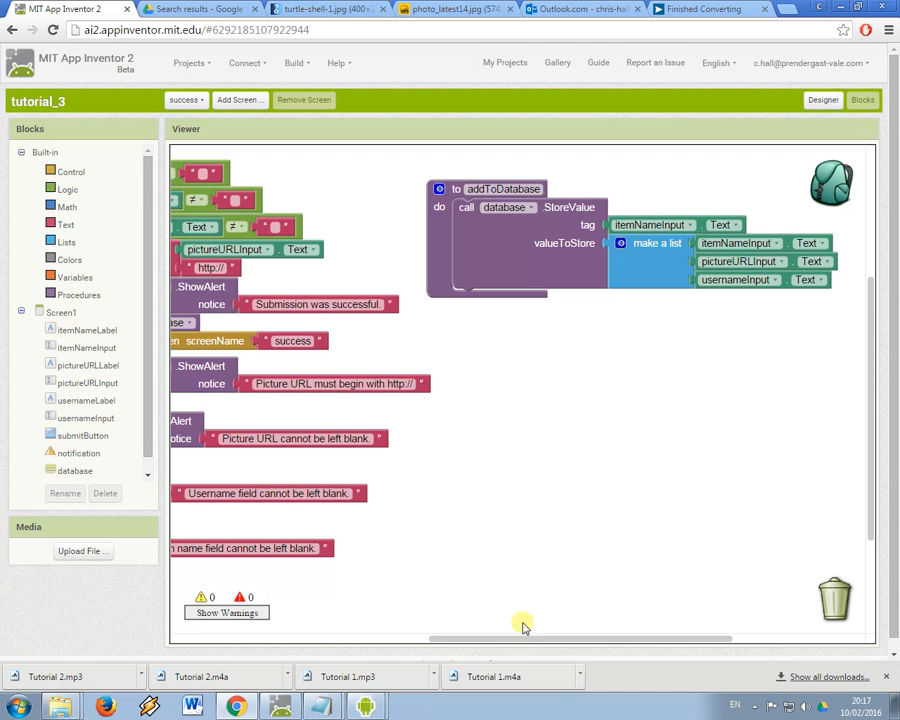 MIT App Inventor 2
Search results - Google
turtle-shell-1.jpg (400×2
photo_latest14.jpg (574
Outlook.com - chris-hal
Finished Converting
ai2.appinventor.mit.edu/#6292185107922944
MIT App Inventor 2
Beta
Projects
Connect
Build
Help
My Projects
Gallery
Guide
Report an Issue
English
c.hall@prendergast-vale.com
tutorial_3
success
Add Screen ...
Remove Screen
Designer
Blocks
Blocks
Viewer
Built-in
Control
Logic
Math
Text
Lists
Colors
Variables
Procedures
Screen1
itemNameLabel
itemNameInput
pictureURLLabel
pictureURLInput
usernameLabel
usernameInput
submitButton
notification
database
Rename
Delete
Media
Upload File ...
" "
≠ " "
.Text ≠ " "
pictureURLInput . Text
" http:// "
.ShowAlert
notice " Submission was successful. "
ase
en screenName " success "
.ShowAlert
notice " Picture URL must begin with http:// "
Alert
otice " Picture URL cannot be left blank. "
" Username field cannot be left blank. "
n name field cannot be left blank. "
to addToDatabase
do call database .StoreValue
tag itemNameInput . Text
valueToStore make a list itemNameInput . Text
pictureURLInput . Text
usernameInput . Text
0 0
Show Warnings
Tutorial 2.mp3
Tutorial 2.m4a
Tutorial 1.mp3
Tutorial 1.m4a
Show all downloads...
EN
20:17
10/02/2016